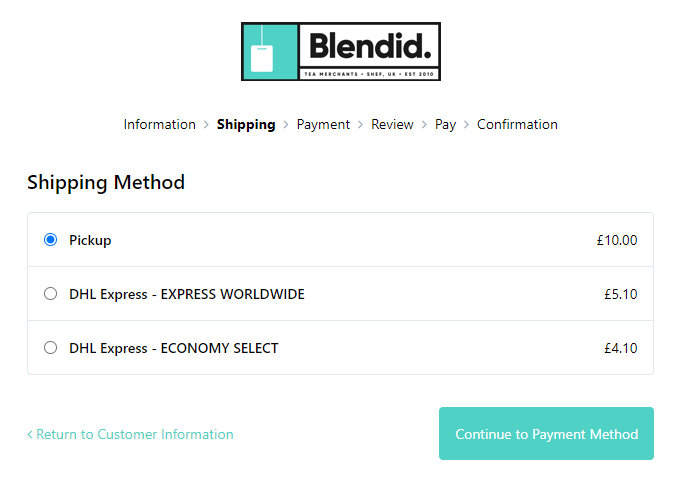 Blendid.
TEA MERCHANTS • SHEF, UK • EST 2010
Information > Shipping > Payment > Review > Pay > Confirmation
Shipping Method
Pickup £10.00
DHL Express - EXPRESS WORLDWIDE £5.10
DHL Express - ECONOMY SELECT £4.10
< Return to Customer Information Continue to Payment Method